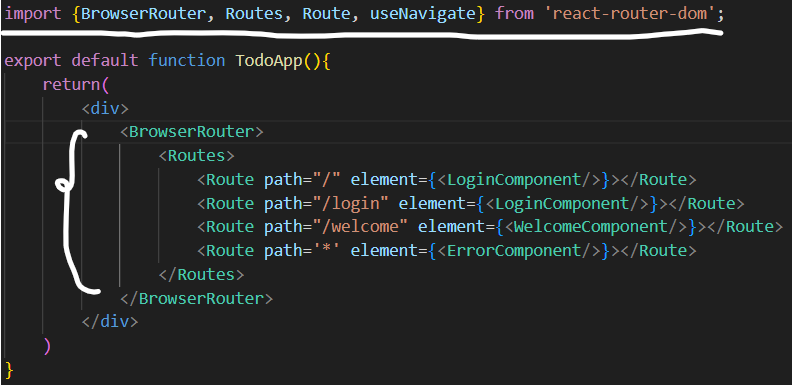 import {BrowserRouter, Routes, Route, useNavigate} from 'react-router-dom';
export default function TodoApp(){
return(
<div>
<BrowserRouter>
<Routes>
<Route path="/" element={<LoginComponent/>}></Route>
<Route path="/login" element={<LoginComponent/>}></Route>
<Route path="/welcome" element={<WelcomeComponent/>}></Route>
<Route path='*' element={<ErrorComponent/>}></Route>
</Routes>
</BrowserRouter>
</div>
)
}